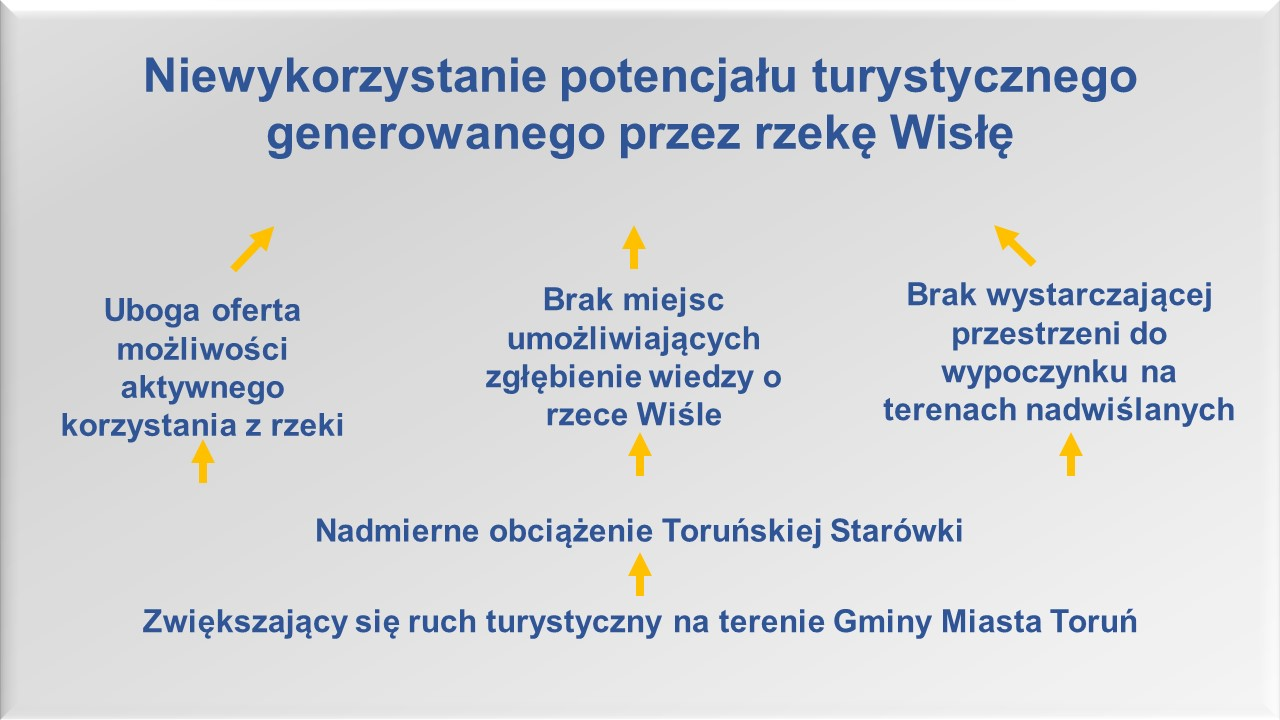 Niewykorzystanie potencjału turystycznego
generowanego przez rzekę Wisłę
Uboga oferta
możliwości
aktywnego
korzystania z rzeki
Brak miejsc
umożliwiających
zgłębienie wiedzy o
rzece Wiśle
Brak wystarczającej
przestrzeni do
wypoczynku na
terenach nadwiślanych
Nadmierne obciążenie Toruńskiej Starówki
Zwiększający się ruch turystyczny na terenie Gminy Miasta Toruń